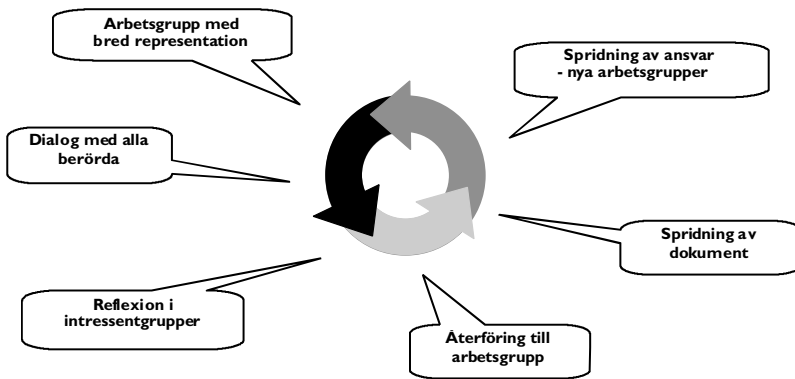 Arbetsgrupp med
bred representation
Spridning av ansvar
- nya arbetsgrupper
Dialog med alla
berörda
Spridning av
dokument
Reflexion i
intressentgrupper
Återföring till
arbetsgrupp